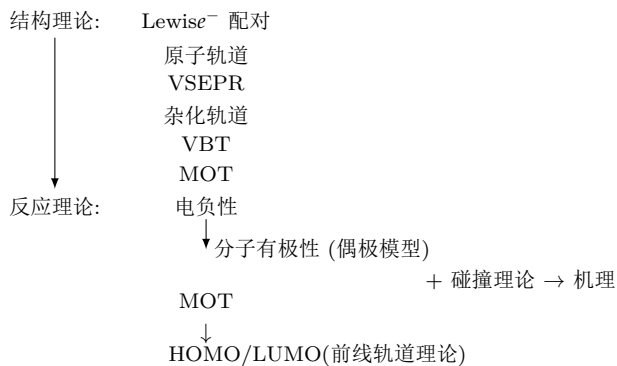 结构理论: Lewise⁻ 配对
原子轨道
VSEPR
杂化轨道
VBT
MOT
反应理论: 电负性
分子有极性 (偶极模型)
+ 碰撞理论 → 机理
MOT
↓
HOMO/LUMO(前线轨道理论)